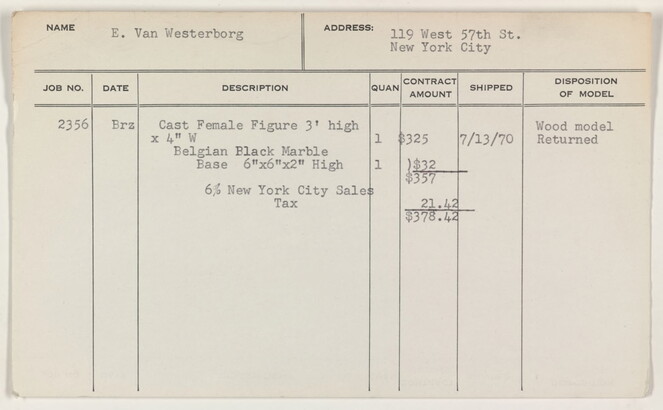 NAME E. Van Westerborg ADDRESS: 119 West 57th St.
New York City
JOB NO. DATE DESCRIPTION QUAN CONTRACT AMOUNT SHIPPED DISPOSITION OF MODEL
2356 Brz Cast Female Figure 3' high Wood model
x 4" W 1 $325 7/13/70 Returned
Belgian Black Marble
Base 6"x6"x2" High 1 )$32
$357
6% New York City Sales
Tax 21.42
$378.42